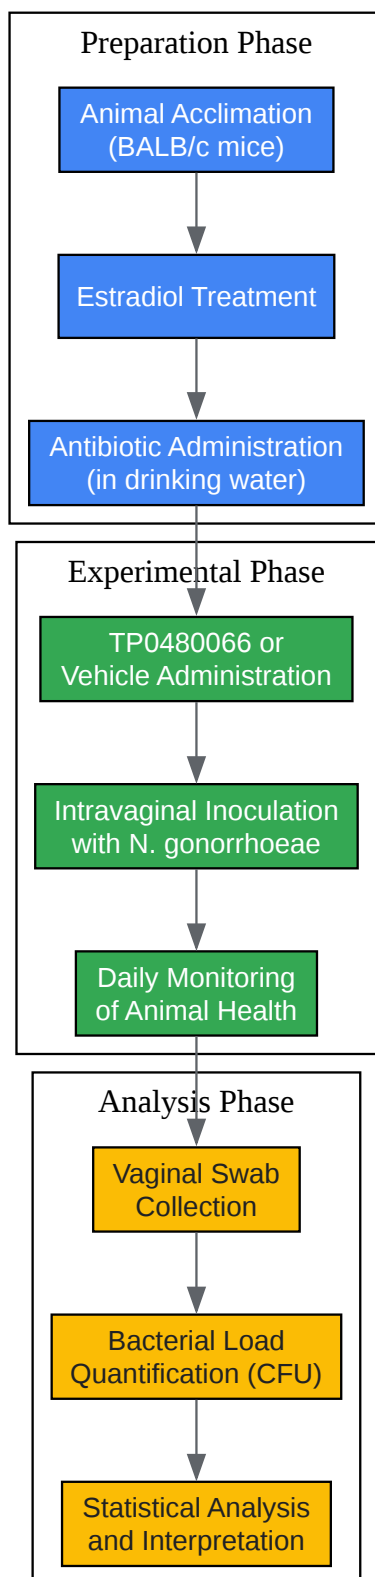 Preparation Phase
Animal Acclimation
(BALB/c mice)
Estradiol Treatment
Antibiotic Administration
(in drinking water)
Experimental Phase
TP0480066 or
Vehicle Administration
Intravaginal Inoculation
with N. gonorrhoeae
Daily Monitoring
of Animal Health
Analysis Phase
Vaginal Swab
Collection
Bacterial Load
Quantification (CFU)
Statistical Analysis
and Interpretation